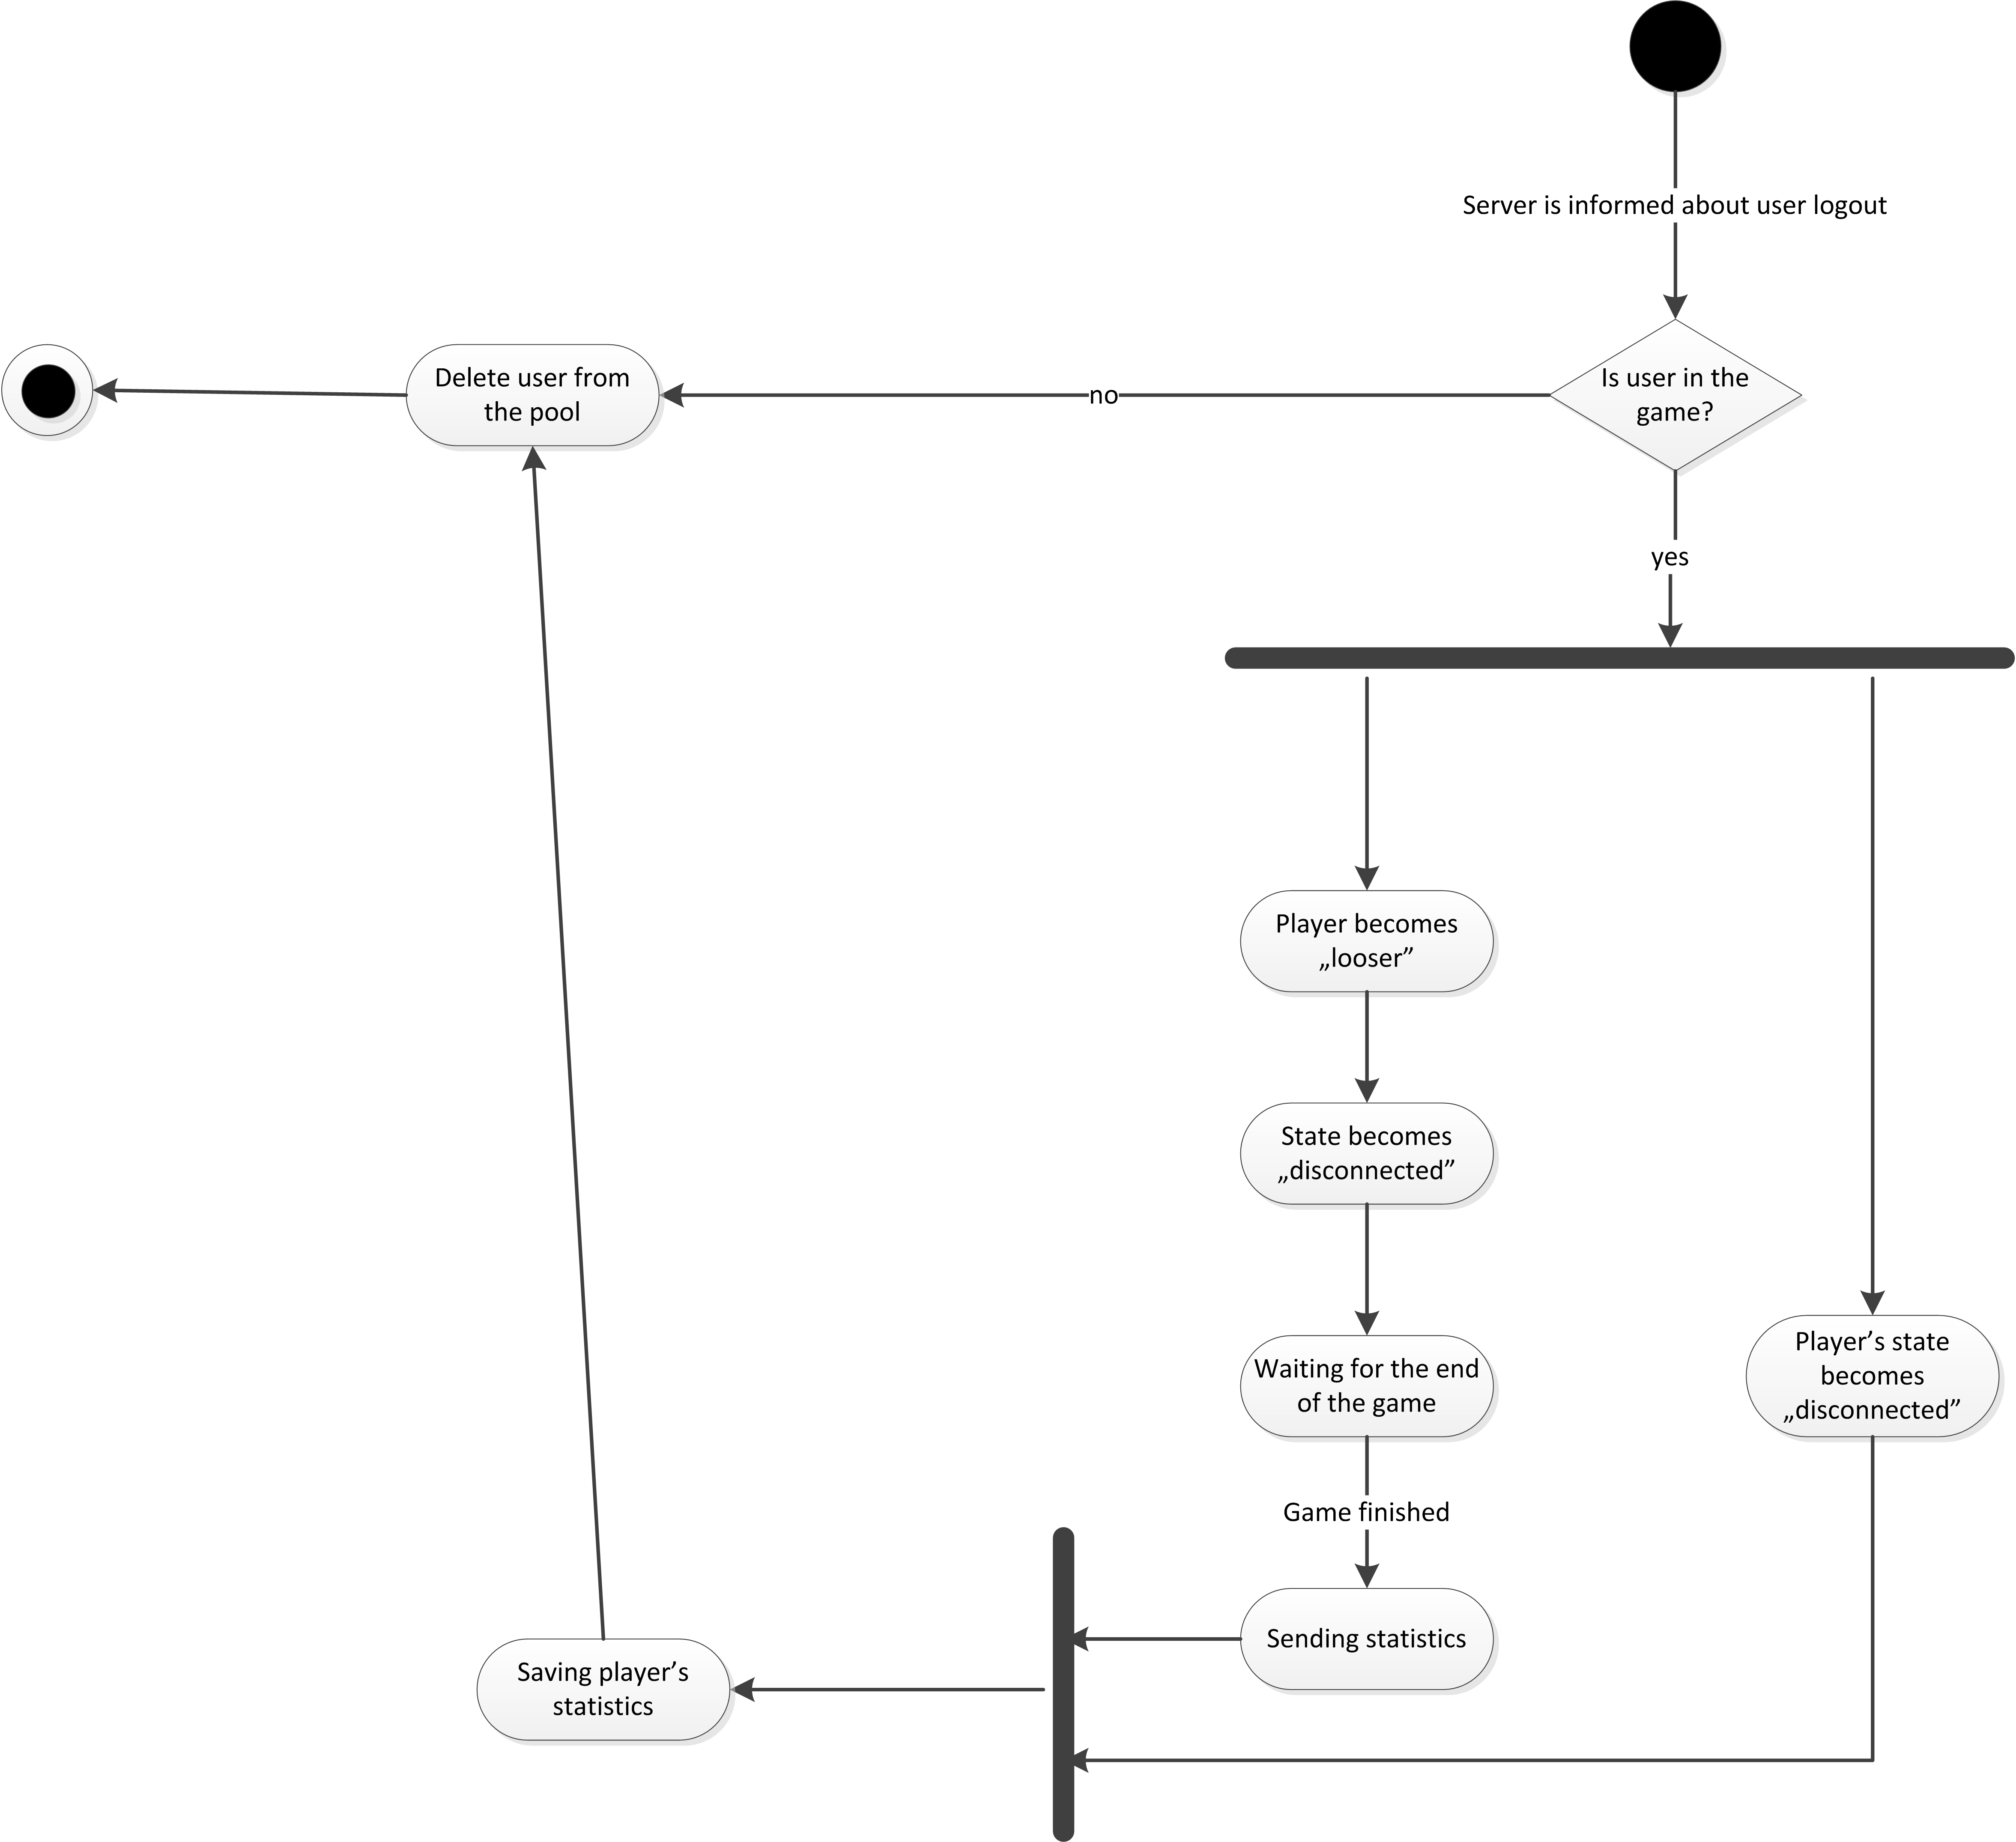 Server is informed about user logout
Is user in the
game?
no
Delete user from
the pool
yes
Player becomes
„looser”
State becomes
„disconnected”
Waiting for the end
of the game
Player’s state
becomes
„disconnected”
Game finished
Sending statistics
Saving player’s
statistics